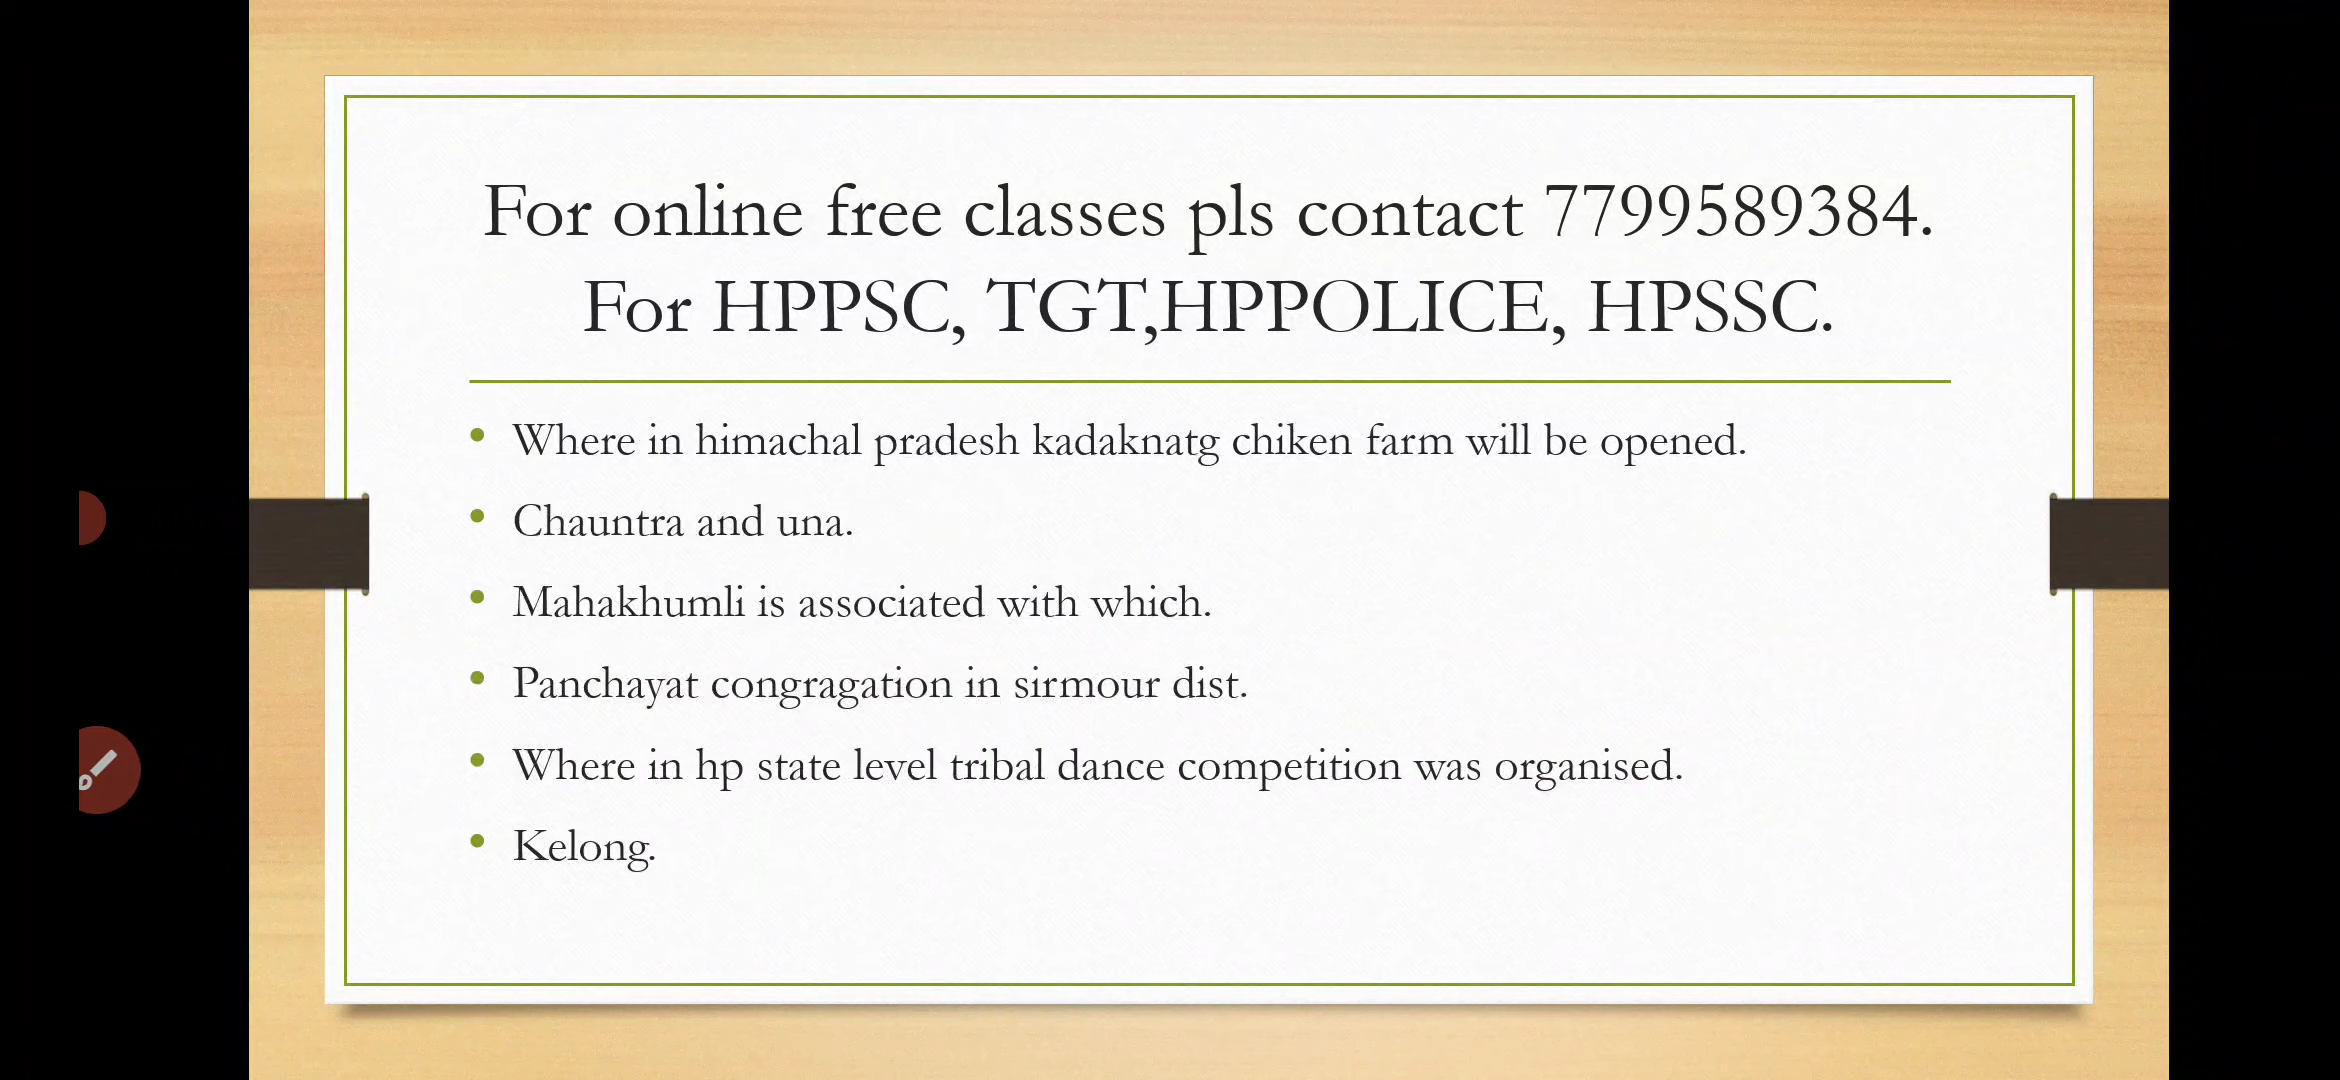 For online free classes pls contact 7799589384.
For HPPSC, TGT,HPPOLICE, HPSSC.
• Where in himachal pradesh kadaknatg chiken farm will be opened.
• Chauntra and una.
• Mahakhumli is associated with which.
• Panchayat congragation in sirmour dist.
• Where in hp state level tribal dance competition was organised.
• Kelong.